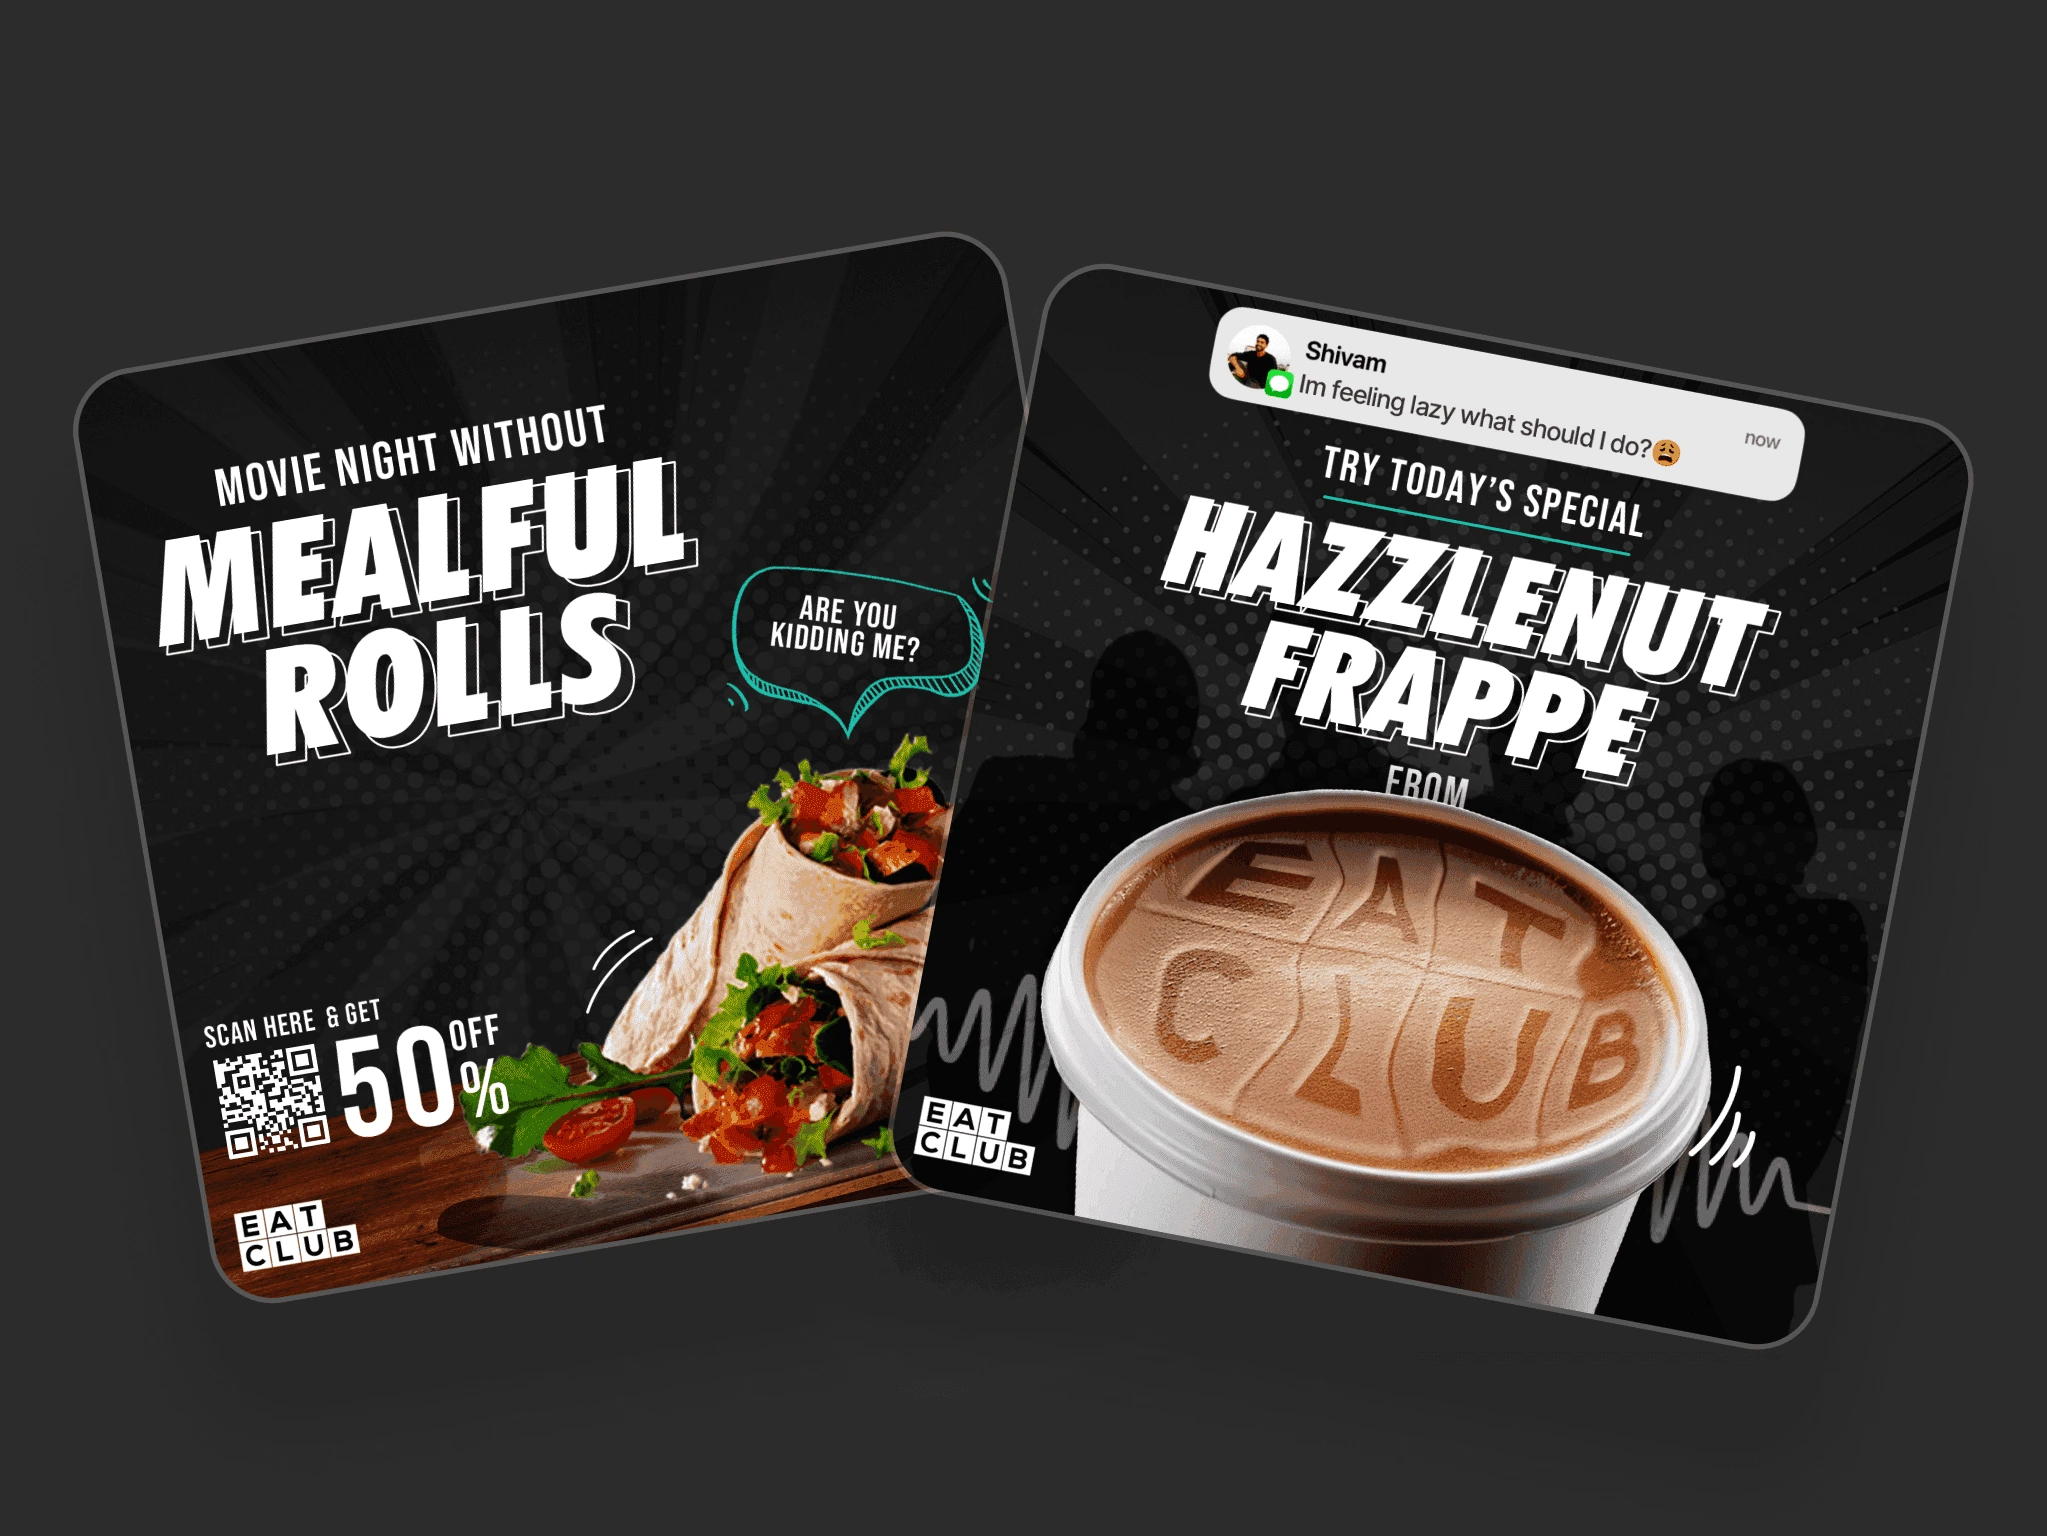 MOVIE NIGHT WITHOUT
MEALFUL
ROLLS
ARE YOU
KIDDING ME?
SCAN HERE & GET
50% OFF
EAT
CLUB
Shivam
Im feeling lazy what should I do?😩
now
TRY TODAY’S SPECIAL
HAZZLENUT
FRAPPE
FROM
EAT
CLUB
EAT
CLUB